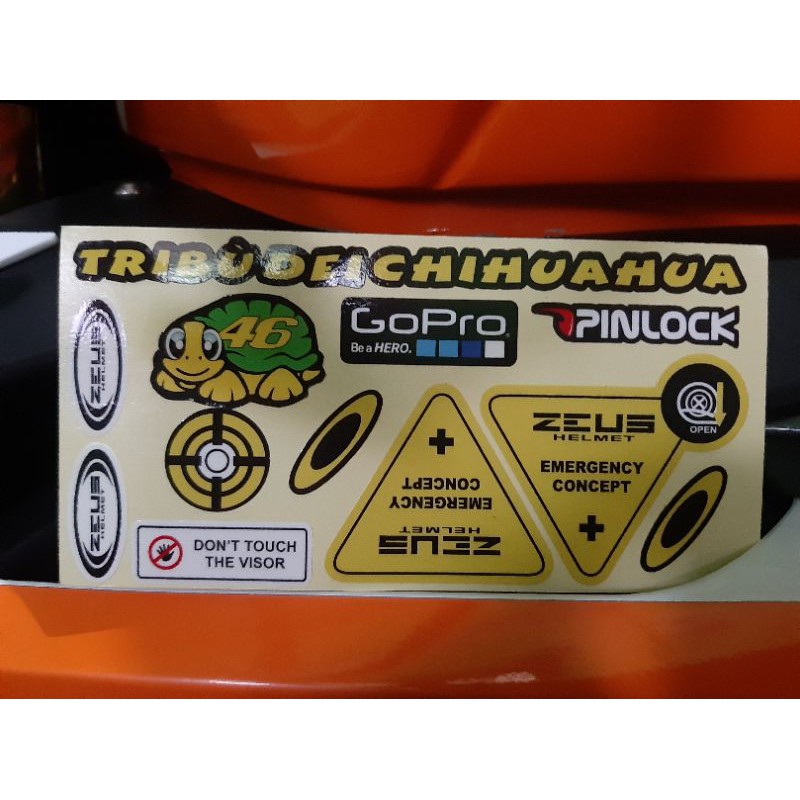 TRIBÙ DEI CHIHUAHUA
46
GoPro
Be a HERO.
PINLOCK
ZEUS
HELMET
ZEUS
HELMET
DON'T TOUCH
THE VISOR
ZEUS
HELMET
EMERGENCY
CONCEPT
ZEUS
HELMET
EMERGENCY
CONCEPT
OPEN